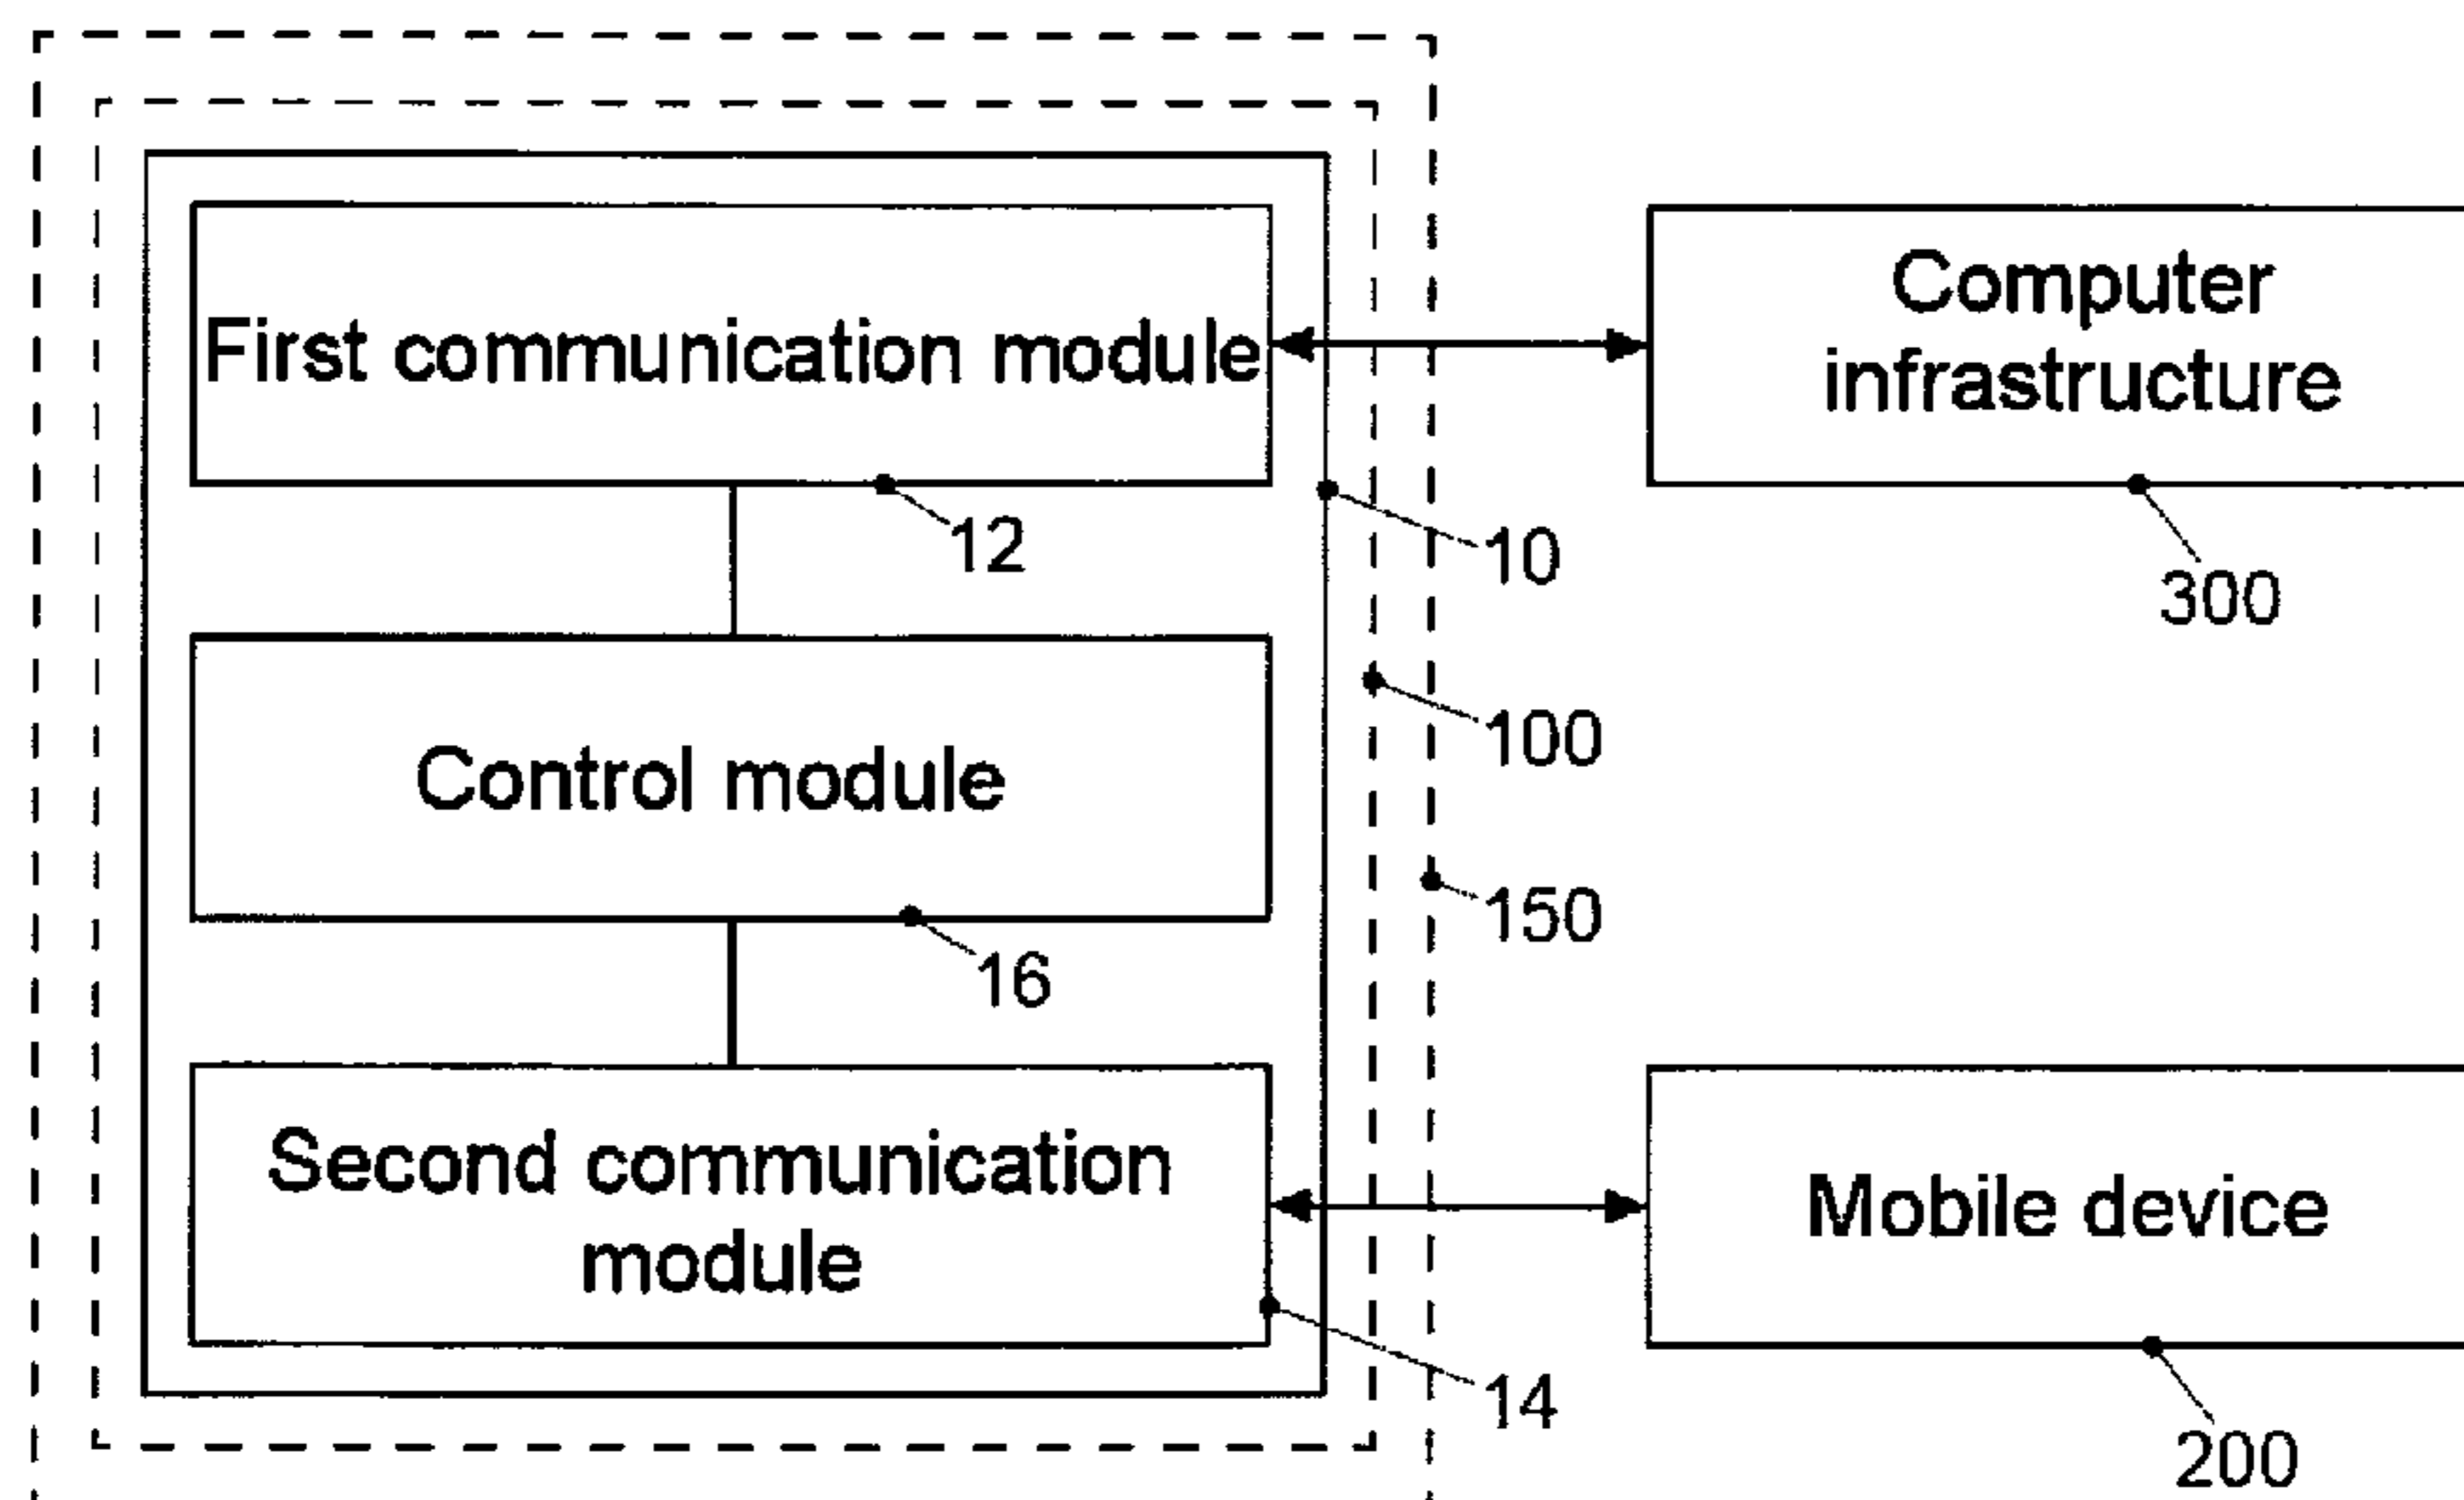 First communication module
Computer
infrastructure
12
10
300
Control module
100
150
16
Second communication
module
Mobile device
14
200